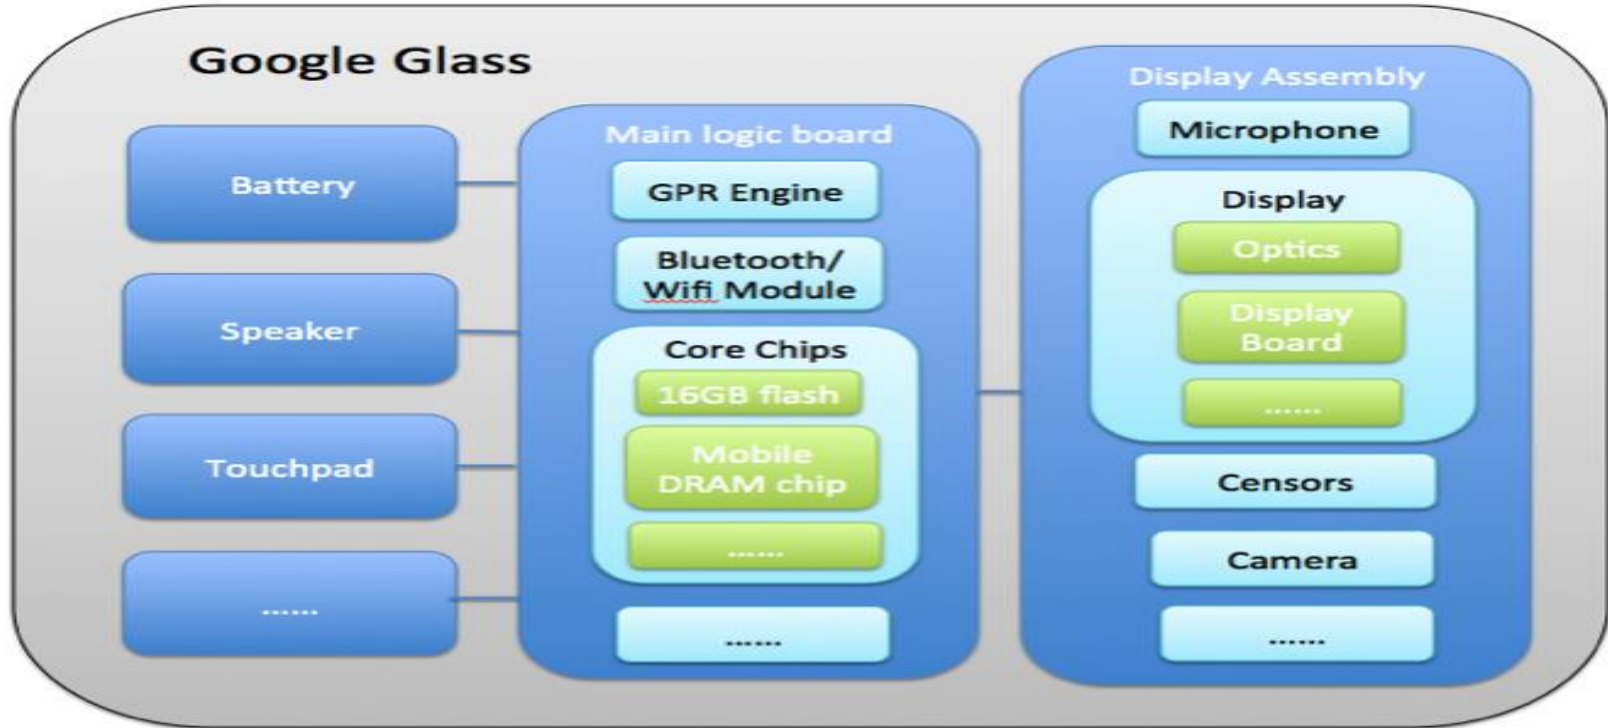 Google Glass
Battery
Speaker
Touchpad
......
Main logic board
GPR Engine
Bluetooth/
Wifi Module
Core Chips
16GB flash
Mobile
DRAM chip
......
......
Display Assembly
Microphone
Display
Optics
Display
Board
......
Censors
Camera
......